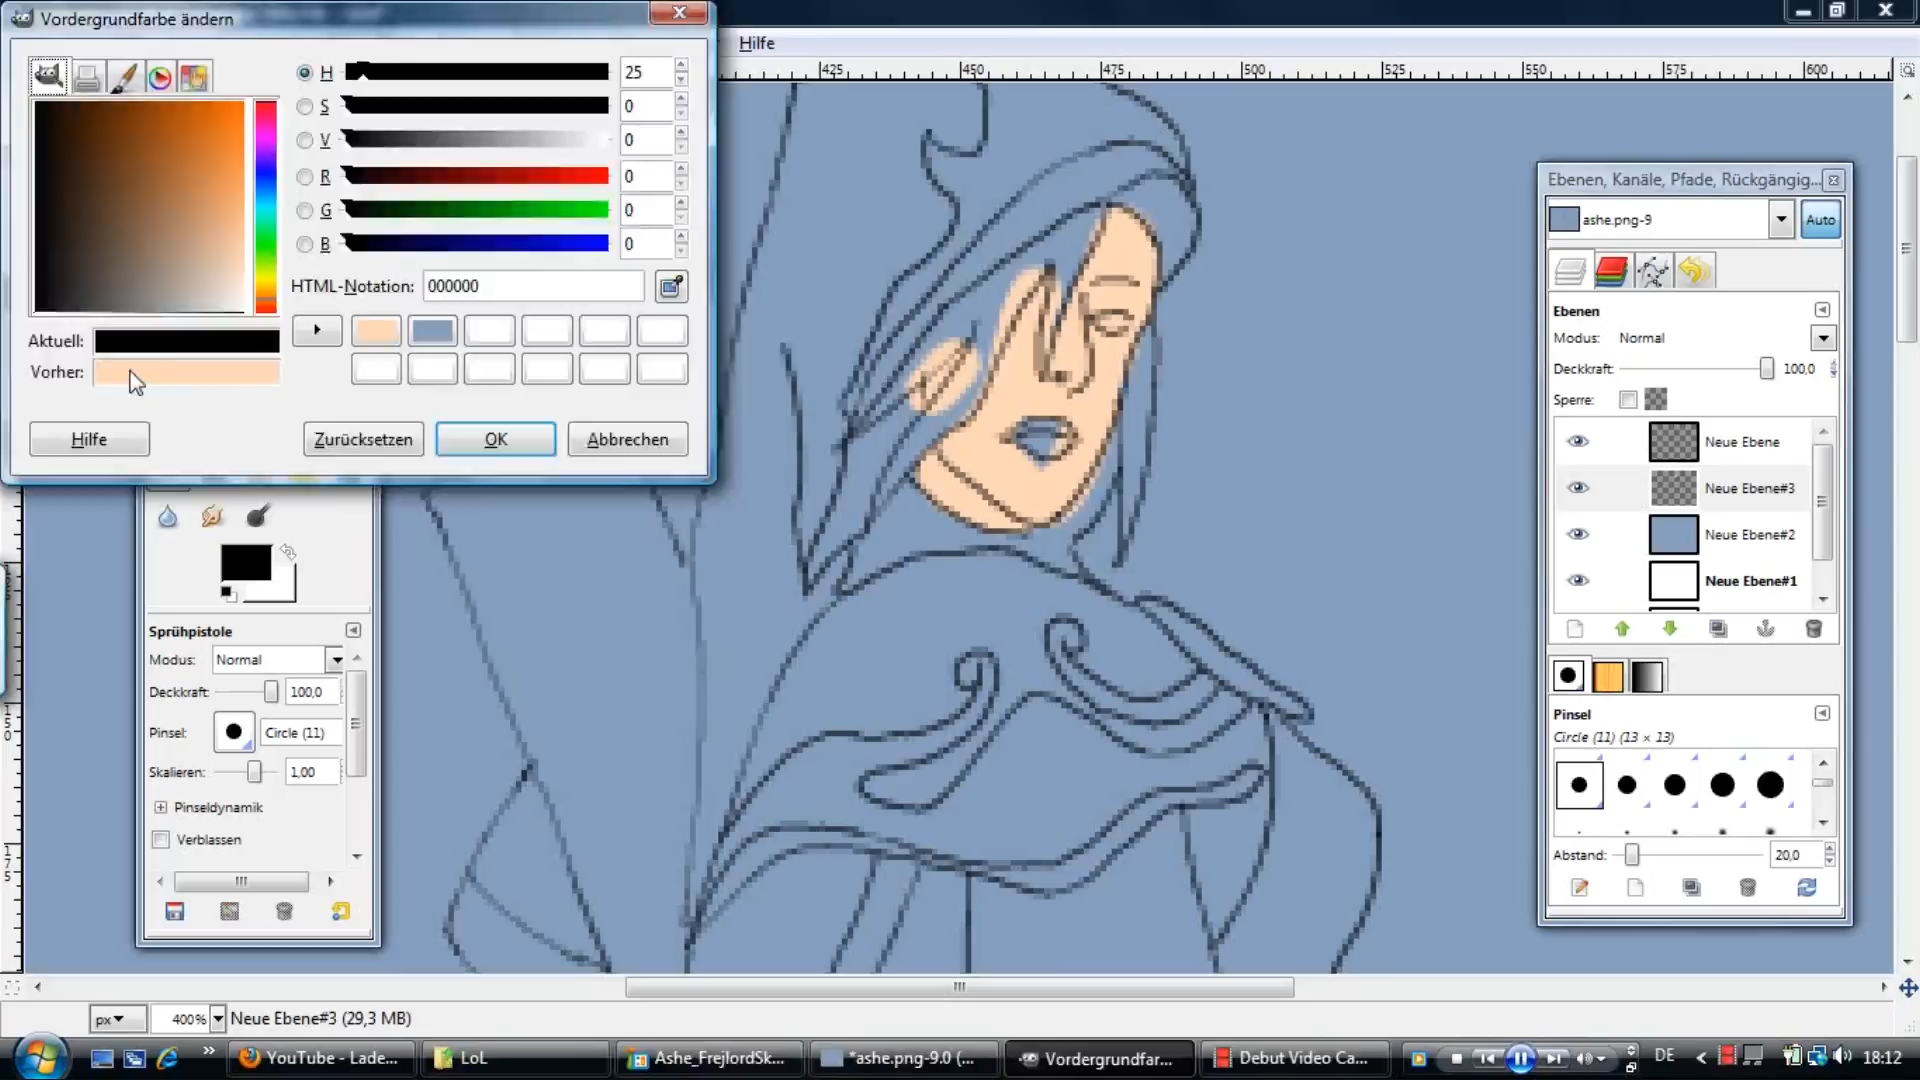 Vordergrundfarbe ändern
Hilfe
H 25
S 0
V 0
R 0
G 0
B 0
HTML-Notation: 000000
Aktuell:
Vorher:
Hilfe
Zurücksetzen
OK
Abbrechen
425 450 475 500 525 550 575 600
Ebenen, Kanäle, Pfade, Rückgängig...
ashe.png-9
Auto
Ebenen
Modus: Normal
Deckkraft: 100,0
Sperre:
Neue Ebene
Neue Ebene#3
Neue Ebene#2
Neue Ebene#1
Pinsel
Circle (11) (13 × 13)
Abstand: 20,0
Sprühpistole
Modus: Normal
Deckkraft: 100,0
Pinsel: Circle (11)
Skalieren: 1,00
Pinseldynamik
Verblassen
150
175
px 400% Neue Ebene#3 (29,3 MB)
YouTube - Lade...
LoL
Ashe_FrejlordSk...
*ashe.png-9.0 (...
Vordergrundfar...
Debut Video Ca...
DE
18:12